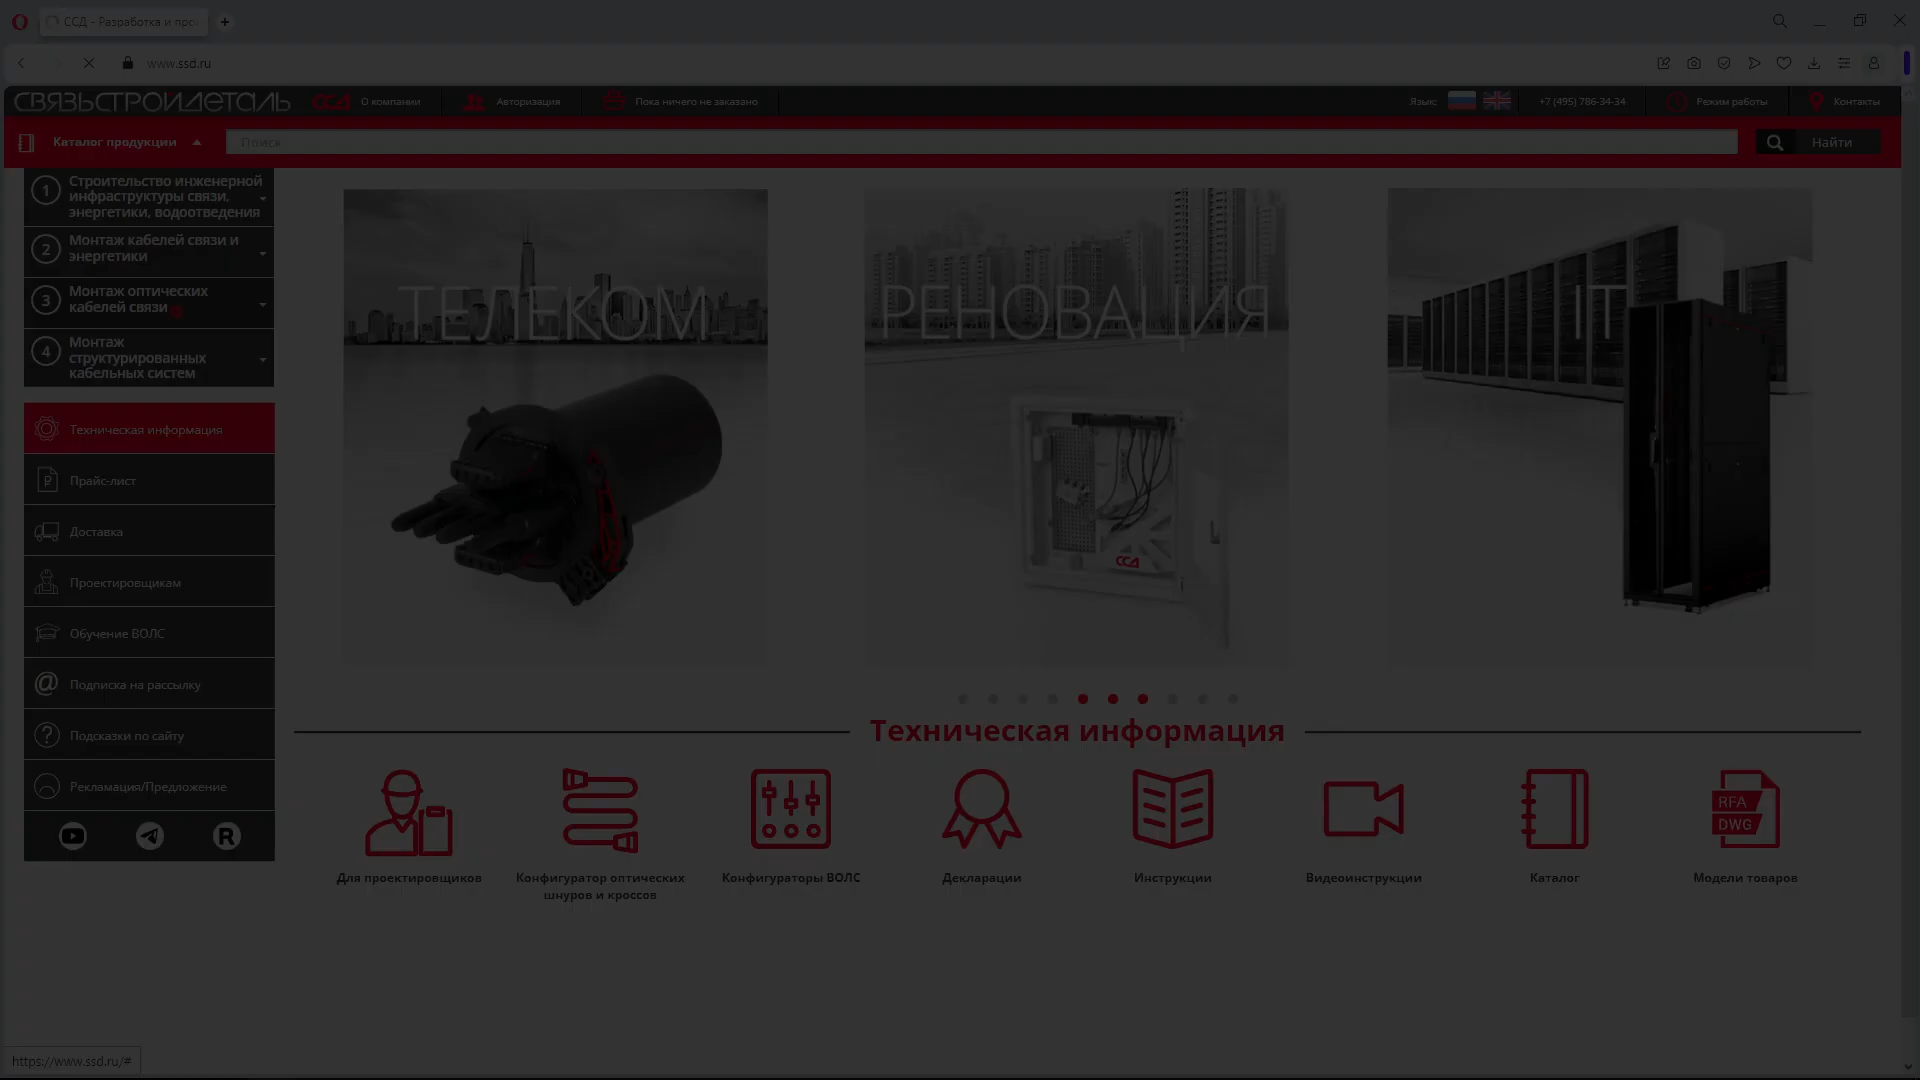 ССД - Разработка и прои
www.ssd.ru
СВЯЗЬСТРОЙДЕТАЛЬ
ССД
О компании
Авторизация
Пока ничего не заказано
Язык:
+7 (495) 786-34-34
Режим работы
Контакты
Каталог продукции
Поиск
Найти
1
Строительство инженерной
инфраструктуры связи,
энергетики, водоотведения
2
Монтаж кабелей связи и
энергетики
3
Монтаж оптических
кабелей связи
4
Монтаж
структурированных
кабельных систем
Техническая информация
Прайс-лист
Доставка
Проектировщикам
Обучение ВОЛС
Подписка на рассылку
Подсказки по сайту
Рекламация/Предложение
ТЕЛЕКОМ
РЕНОВАЦИЯ
IT
ССД
Техническая информация
RFA
DWG
Для проектировщиков
Конфигуратор оптических
шнуров и кроссов
Конфигураторы ВОЛС
Декларации
Инструкции
Видеоинструкции
Каталог
Модели товаров
https://www.ssd.ru/#